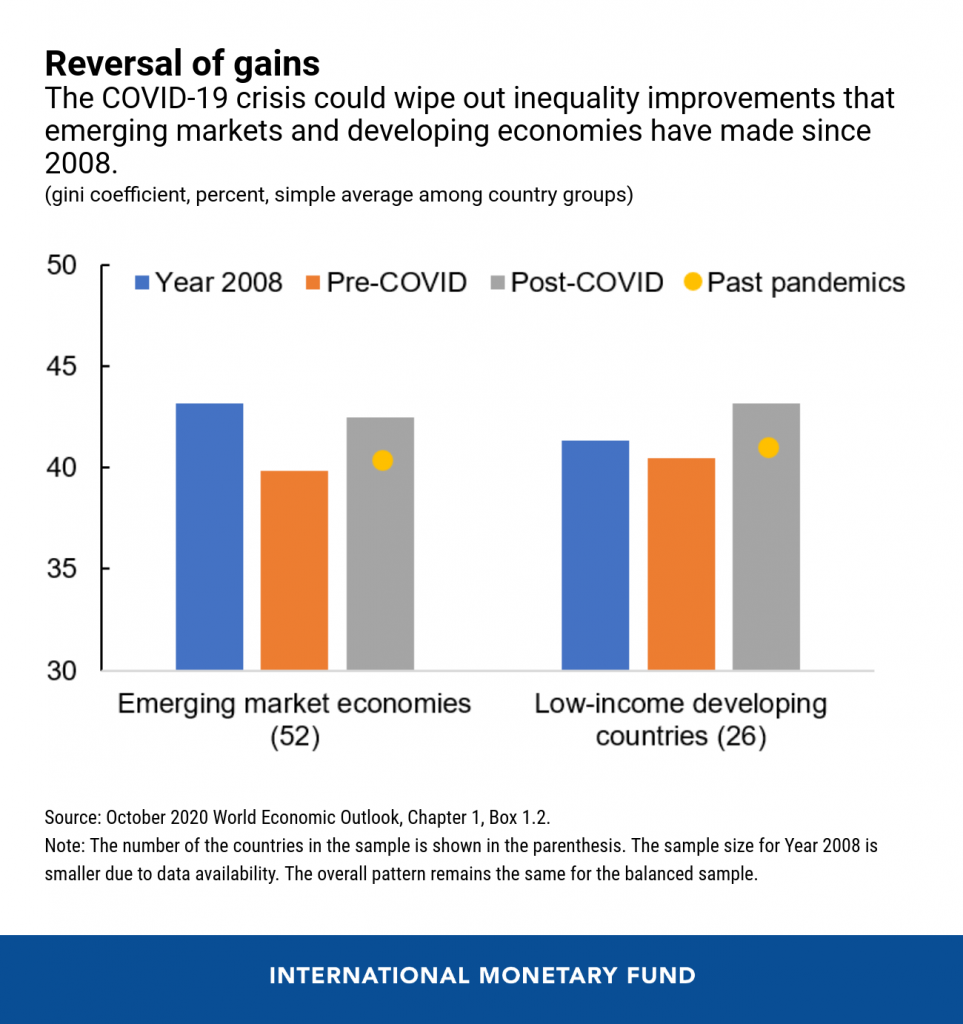 Reversal of gains
The COVID-19 crisis could wipe out inequality improvements that
emerging markets and developing economies have made since
2008.
(gini coefficient, percent, simple average among country groups)
50
Year 2008 Pre-COVID Post-COVID Past pandemics
45
40
35
30
Emerging market economies
(52)
Low-income developing
countries (26)
Source: October 2020 World Economic Outlook, Chapter 1, Box 1.2.
Note: The number of the countries in the sample is shown in the parenthesis. The sample size for Year 2008 is
smaller due to data availability. The overall pattern remains the same for the balanced sample.
INTERNATIONAL MONETARY FUND